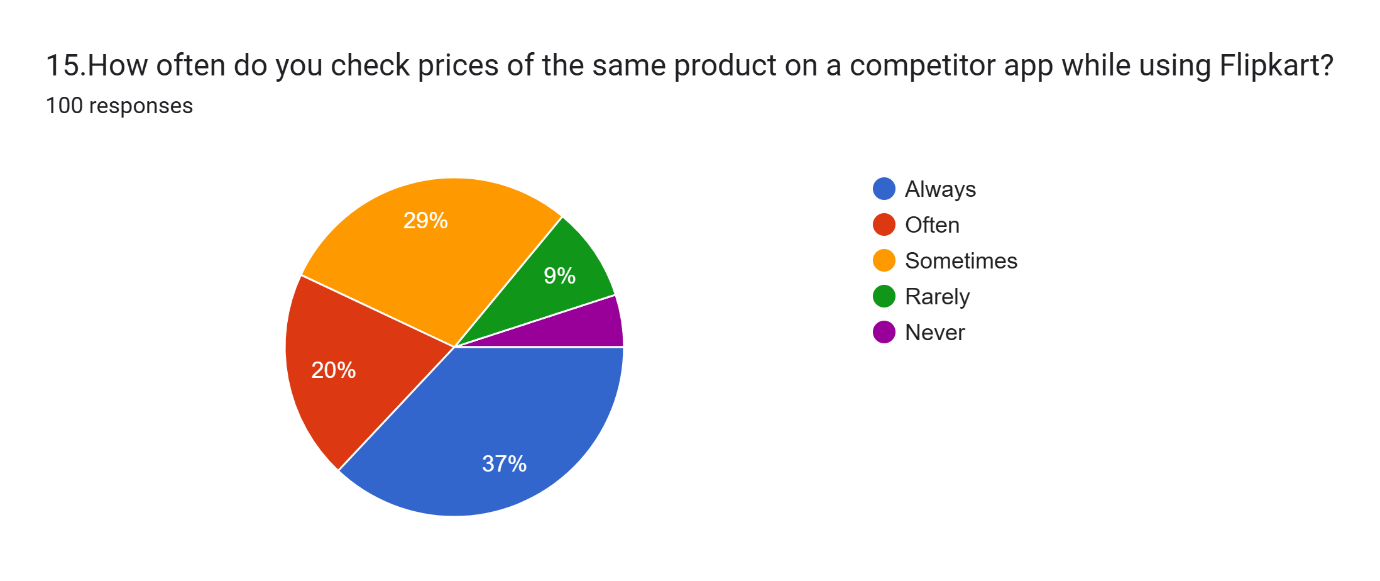 15.How often do you check prices of the same product on a competitor app while using Flipkart?
100 responses
Always
Often
Sometimes
Rarely
Never
29%
9%
20%
37%